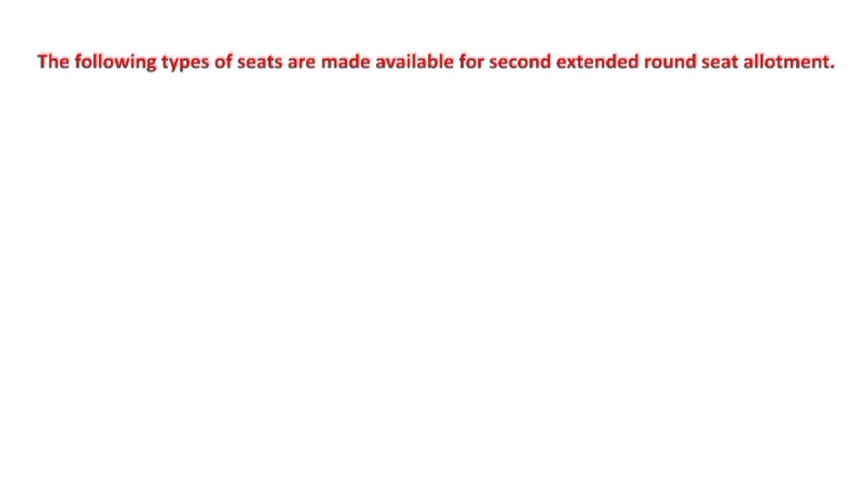 The following types of seats are made available for second extended round seat allotment.